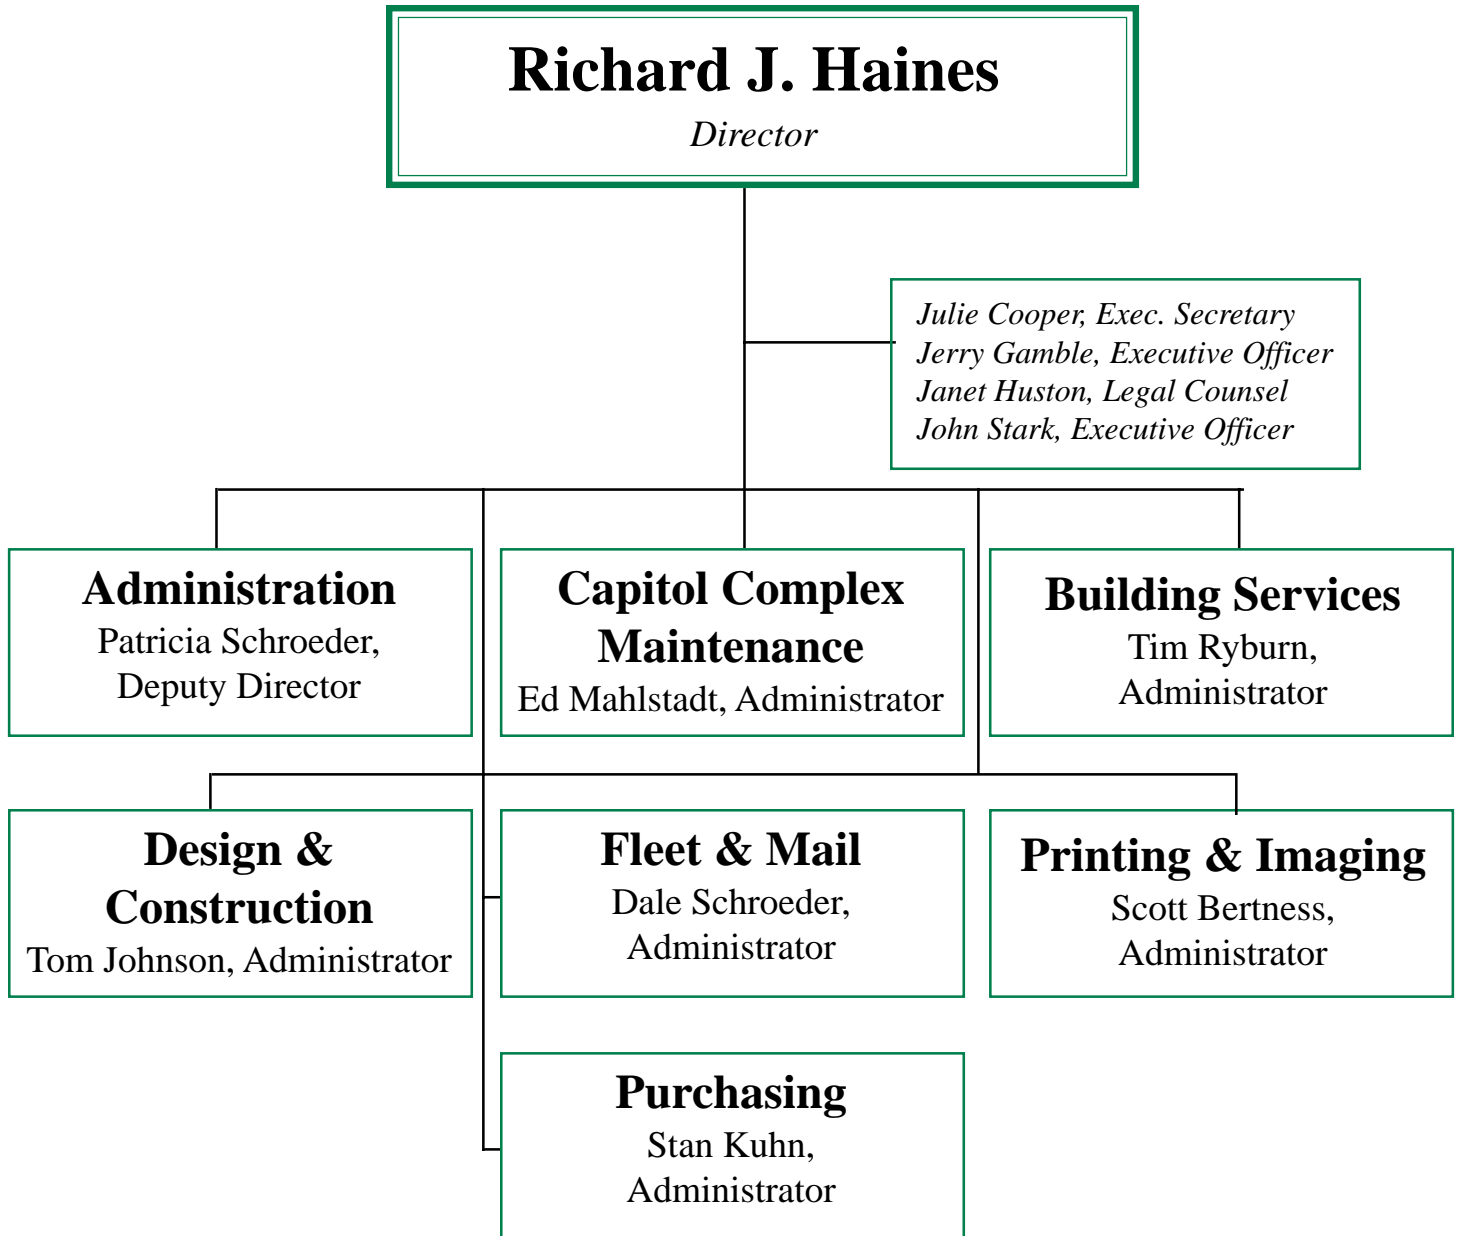 Richard J. Haines
Director
Julie Cooper, Exec. Secretary
Jerry Gamble, Executive Officer
Janet Huston, Legal Counsel
John Stark, Executive Officer
Administration
Patricia Schroeder,
Deputy Director
Capitol Complex
Maintenance
Ed Mahlstadt, Administrator
Building Services
Tim Ryburn,
Administrator
Design &
Construction
Tom Johnson, Administrator
Fleet & Mail
Dale Schroeder,
Administrator
Printing & Imaging
Scott Bertness,
Administrator
Purchasing
Stan Kuhn,
Administrator